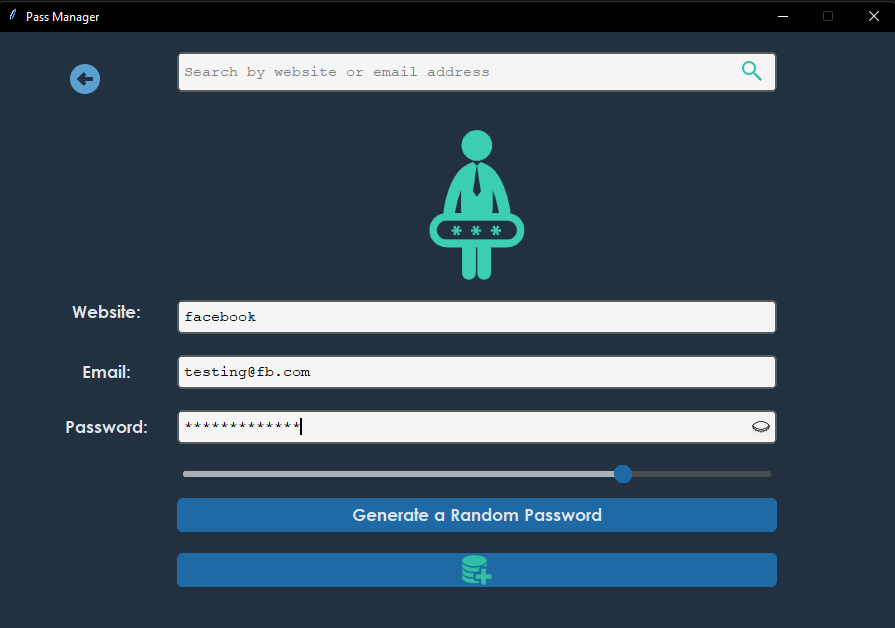 Pass Manager
Search by website or email address
* * *
Website:
facebook
Email:
testing@fb.com
Password:
*************
Generate a Random Password